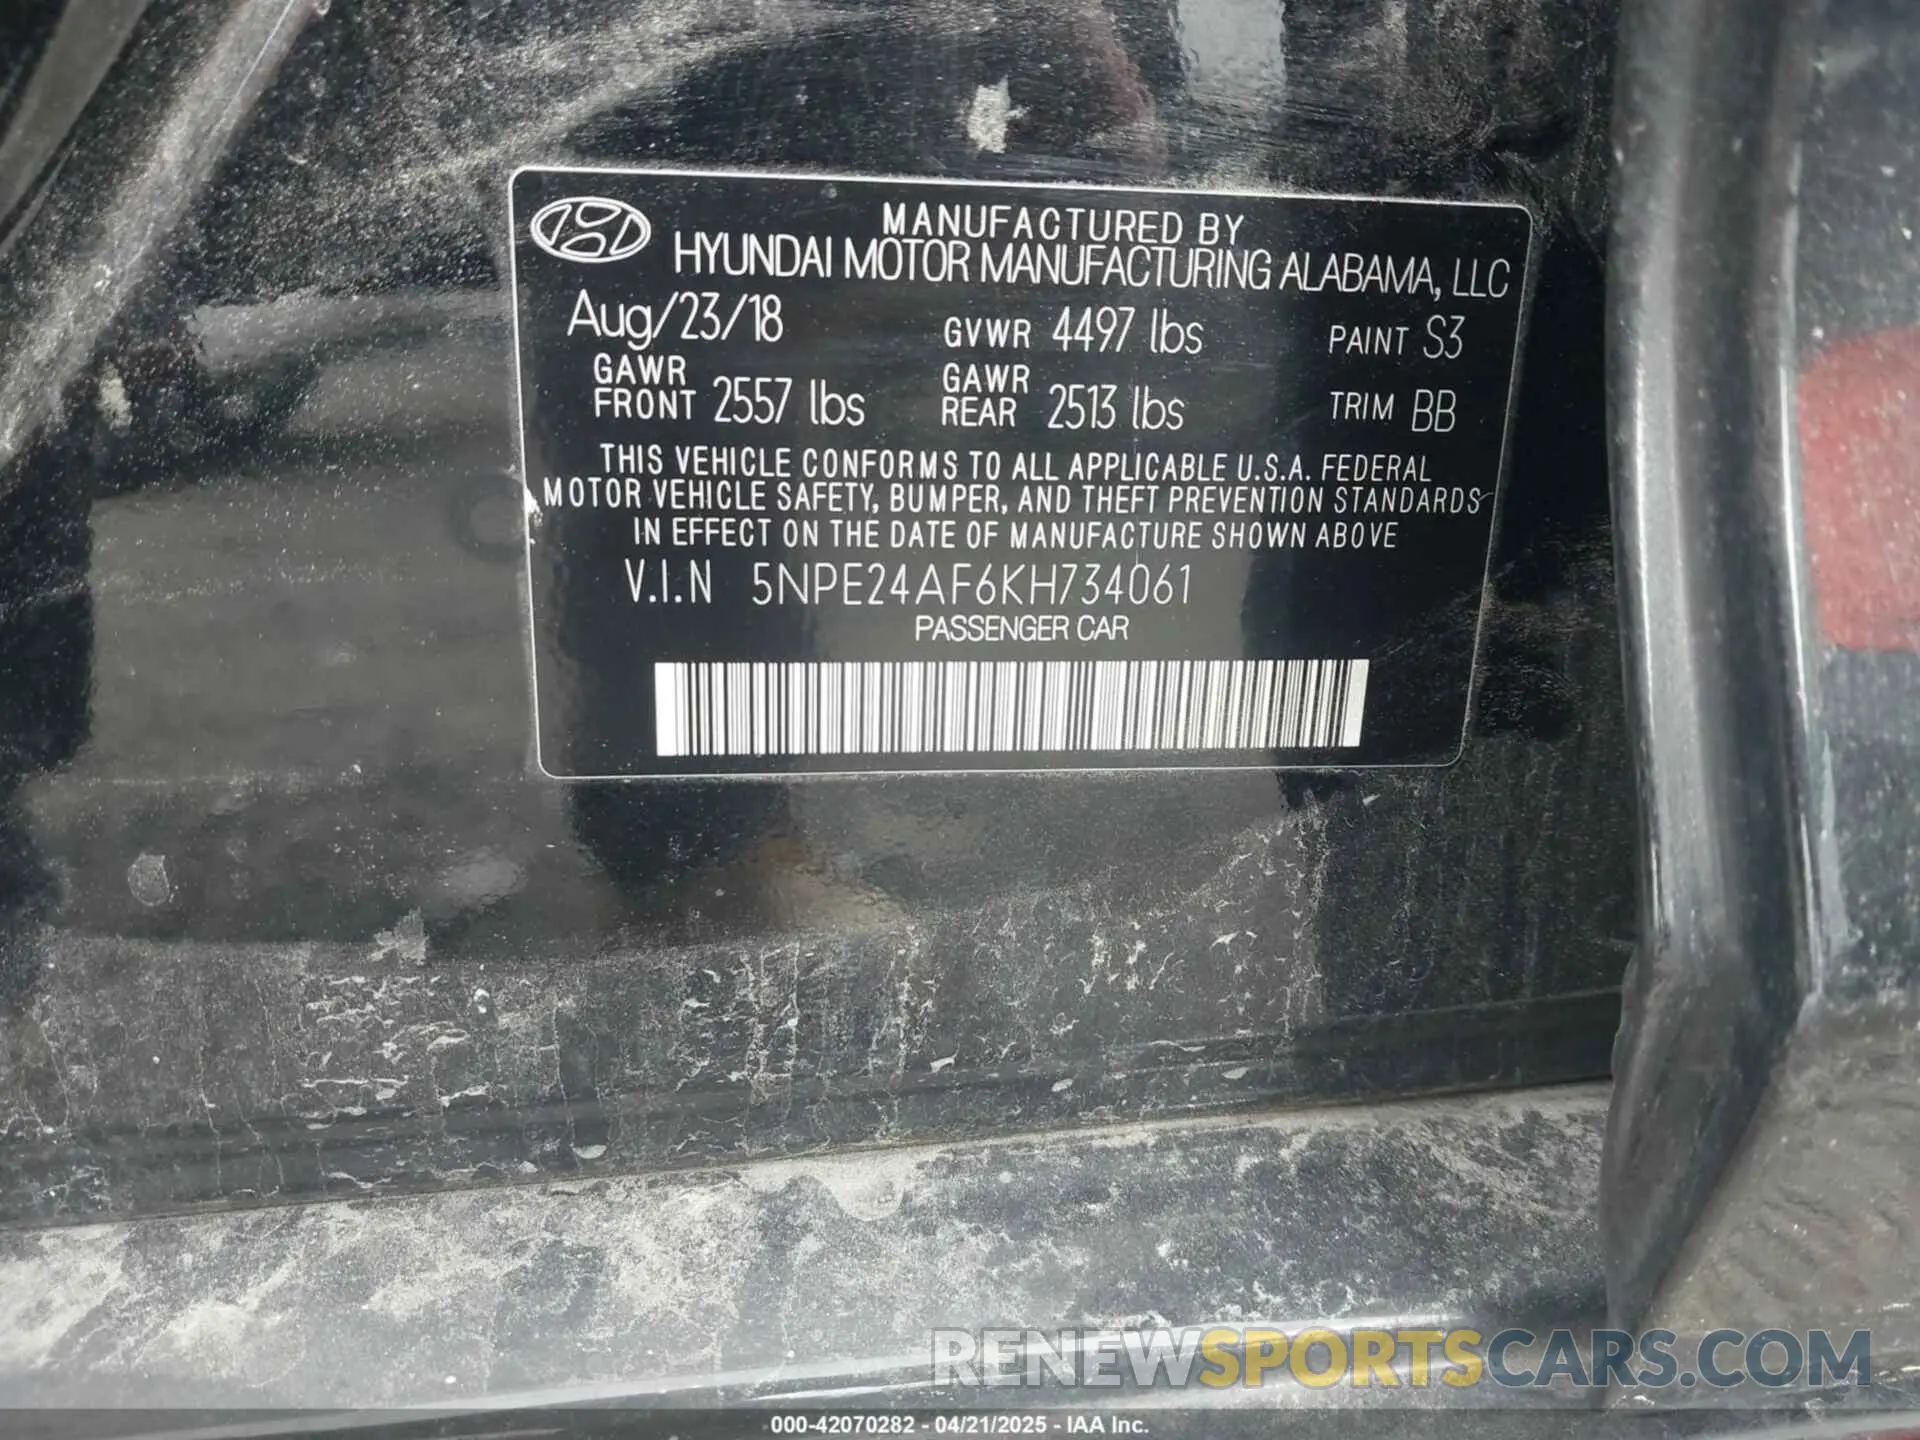 MANUFACTURED BY
HYUNDAI MOTOR MANUFACTURING ALABAMA, LLC
Aug/23/18 GVWR 4497 lbs PAINT S3
GAWR FRONT 2557 lbs GAWR REAR 2513 lbs TRIM BB
THIS VEHICLE CONFORMS TO ALL APPLICABLE U.S.A. FEDERAL
MOTOR VEHICLE SAFETY, BUMPER, AND THEFT PREVENTION STANDARDS
IN EFFECT ON THE DATE OF MANUFACTURE SHOWN ABOVE
V.I.N 5NPE24AF6KH734061
PASSENGER CAR
RENEWSPORTSCARS.COM
000-42070282 - 04/21/2025 - IAA Inc.